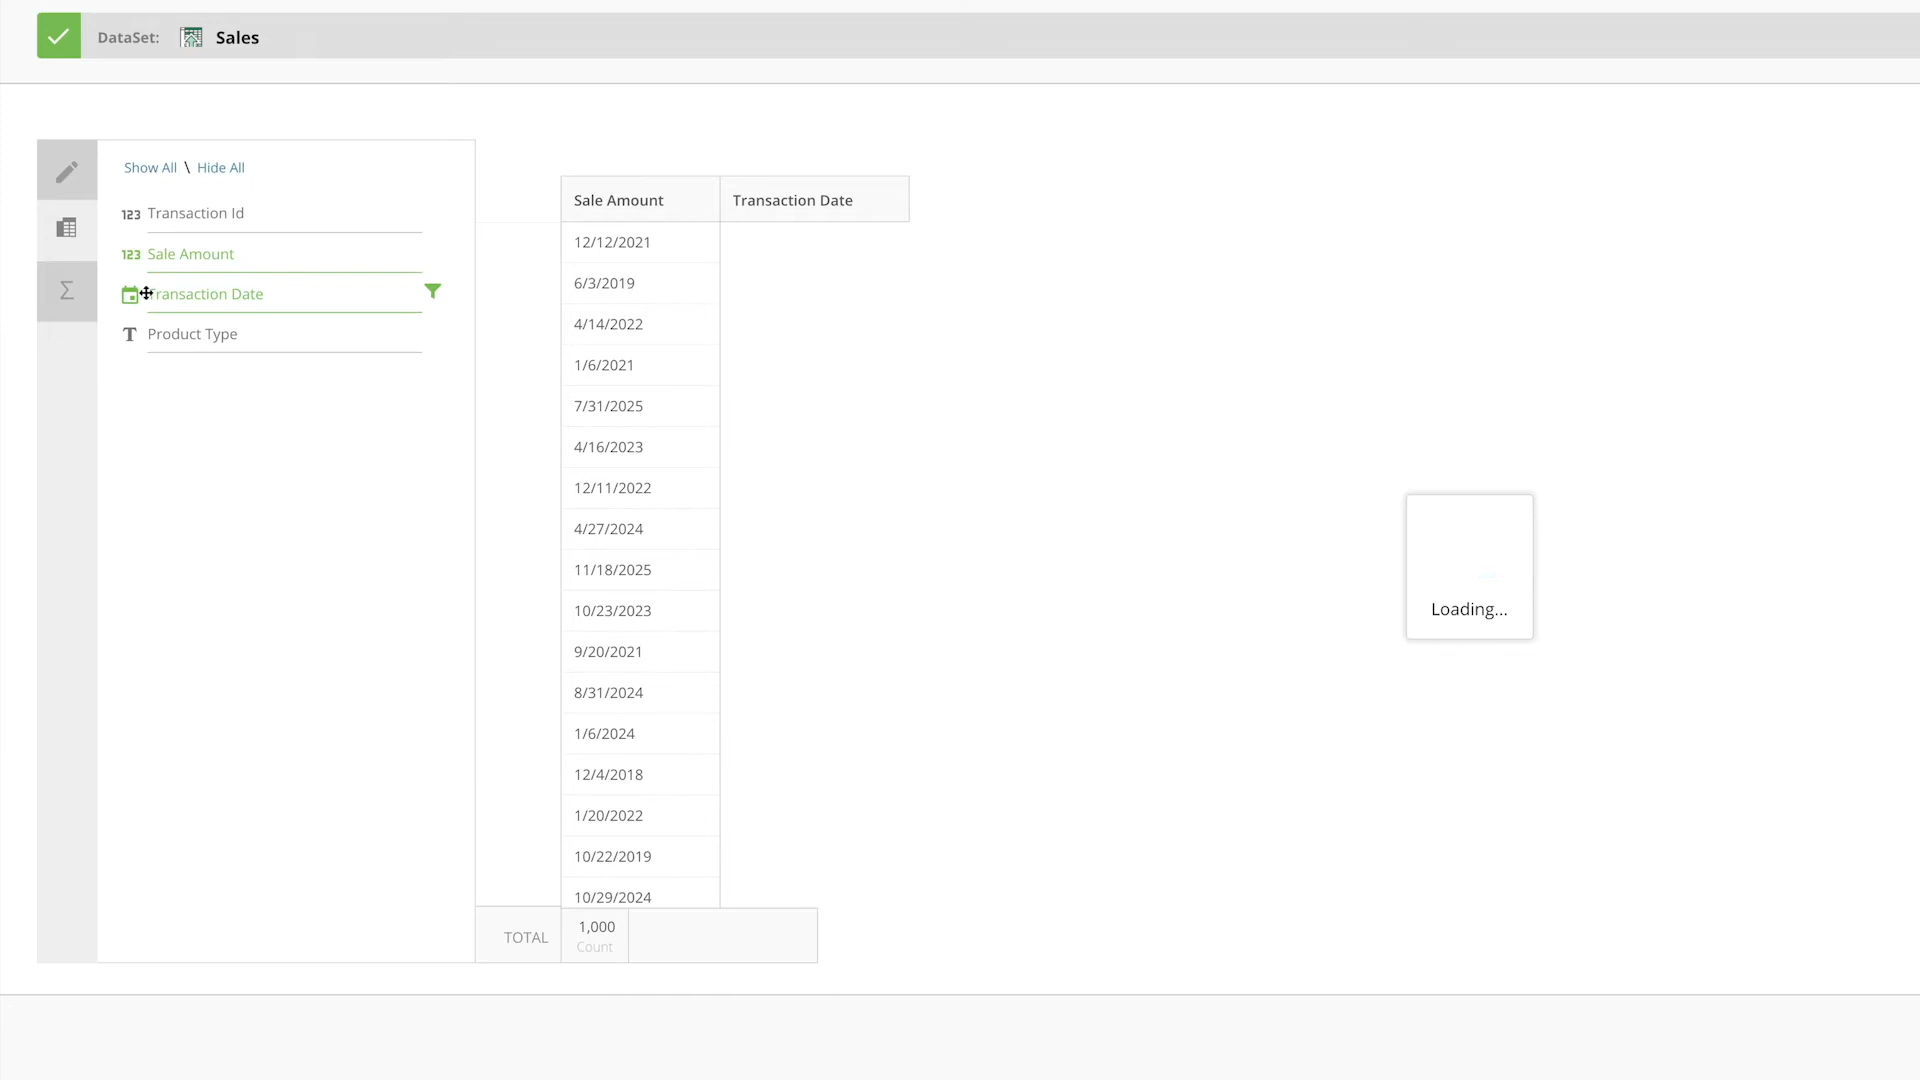 DataSet: Sales
Show All \ Hide All
123 Transaction Id
123 Sale Amount
Transaction Date
T Product Type
Sale Amount Transaction Date
12/12/2021
6/3/2019
4/14/2022
1/6/2021
7/31/2025
4/16/2023
12/11/2022
4/27/2024
11/18/2025
10/23/2023
9/20/2021
8/31/2024
1/6/2024
12/4/2018
1/20/2022
10/22/2019
10/29/2024
TOTAL 1,000
Count
Loading...